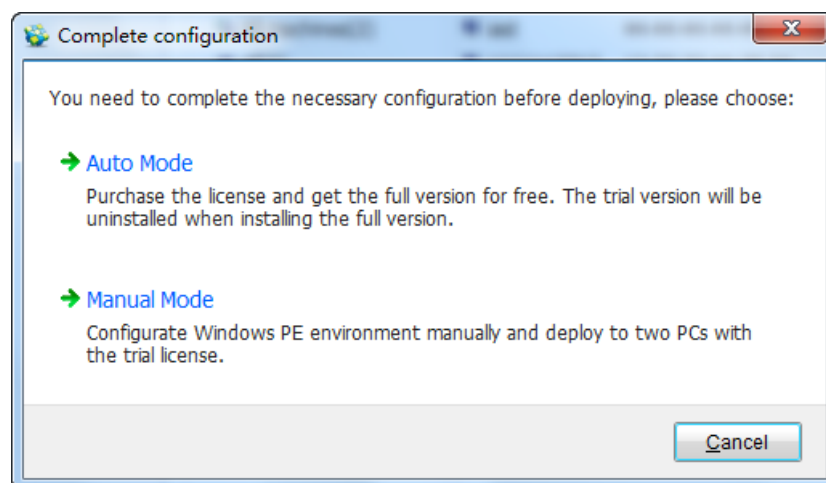 Complete configuration
You need to complete the necessary configuration before deploying, please choose:
Auto Mode
Purchase the license and get the full version for free. The trial version will be
uninstalled when installing the full version.
Manual Mode
Configurate Windows PE environment manually and deploy to two PCs with
the trial license.
Cancel